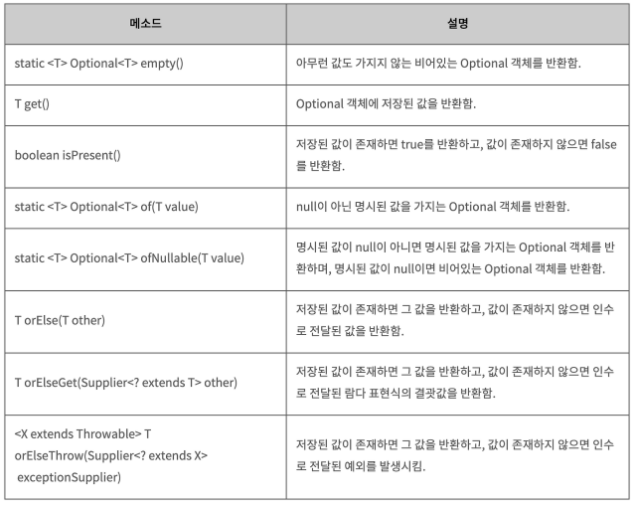 메소드 설명
static <T> Optional<T> empty() 아무런 값도 가지지 않는 비어있는 Optional 객체를 반환함.
T get() Optional 객체에 저장된 값을 반환함.
boolean isPresent() 저장된 값이 존재하면 true를 반환하고, 값이 존재하지 않으면 false
를 반환함.
static <T> Optional<T> of(T value) null이 아닌 명시된 값을 가지는 Optional 객체를 반환함.
static <T> Optional<T> ofNullable(T value) 명시된 값이 null이 아니면 명시된 값을 가지는 Optional 객체를 반
환하며, 명시된 값이 null이면 비어있는 Optional 객체를 반환함.
T orElse(T other) 저장된 값이 존재하면 그 값을 반환하고, 값이 존재하지 않으면 인수
로 전달된 값을 반환함.
T orElseGet(Supplier<? extends T> other) 저장된 값이 존재하면 그 값을 반환하고, 값이 존재하지 않으면 인수
로 전달된 람다 표현식의 결괏값을 반환함.
<X extends Throwable> T
orElseThrow(Supplier<? extends X>
exceptionSupplier)
저장된 값이 존재하면 그 값을 반환하고, 값이 존재하지 않으면 인수
로 전달된 예외를 발생시킴.